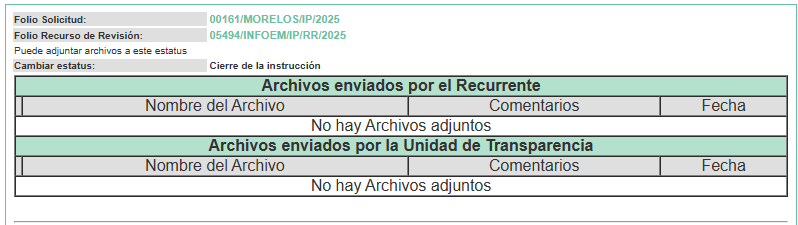 Folio Solicitud: 00161/MORELOS/IP/2025
Folio Recurso de Revisión: 05494/INFOEM/IP/RR/2025
Puede adjuntar archivos a este estatus
Cambiar estatus: Cierre de la instrucción
Archivos enviados por el Recurrente
Nombre del Archivo Comentarios Fecha
No hay Archivos adjuntos
Archivos enviados por la Unidad de Transparencia
Nombre del Archivo Comentarios Fecha
No hay Archivos adjuntos